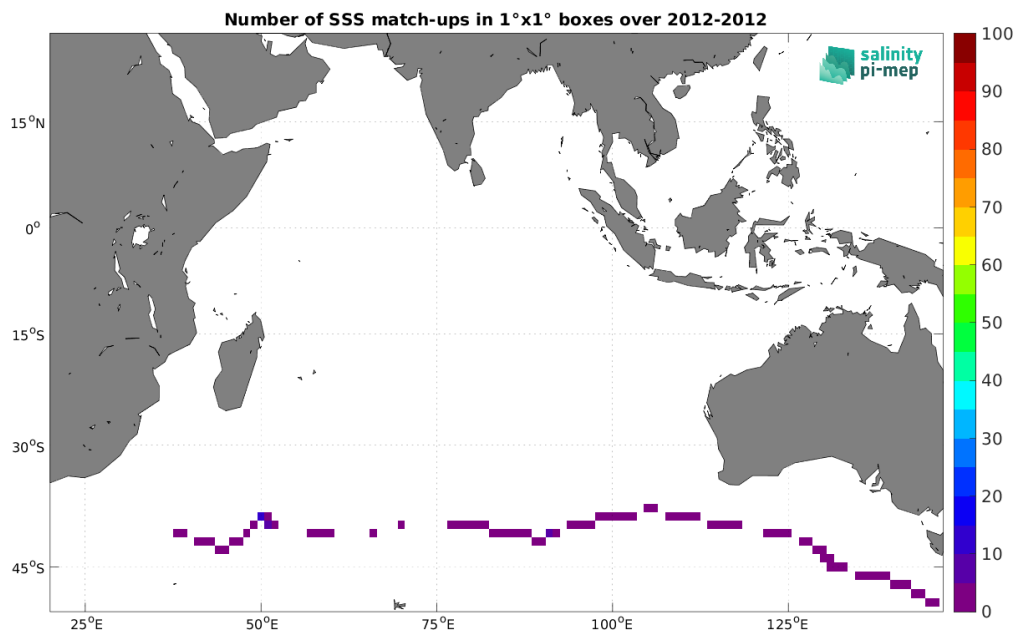 Number of SSS match-ups in 1°x1° boxes over 2012-2012
salinity
pi-mep
15°N
0°
15°S
30°S
45°S
25°E
50°E
75°E
100°E
125°E
100
90
80
70
60
50
40
30
20
10
0